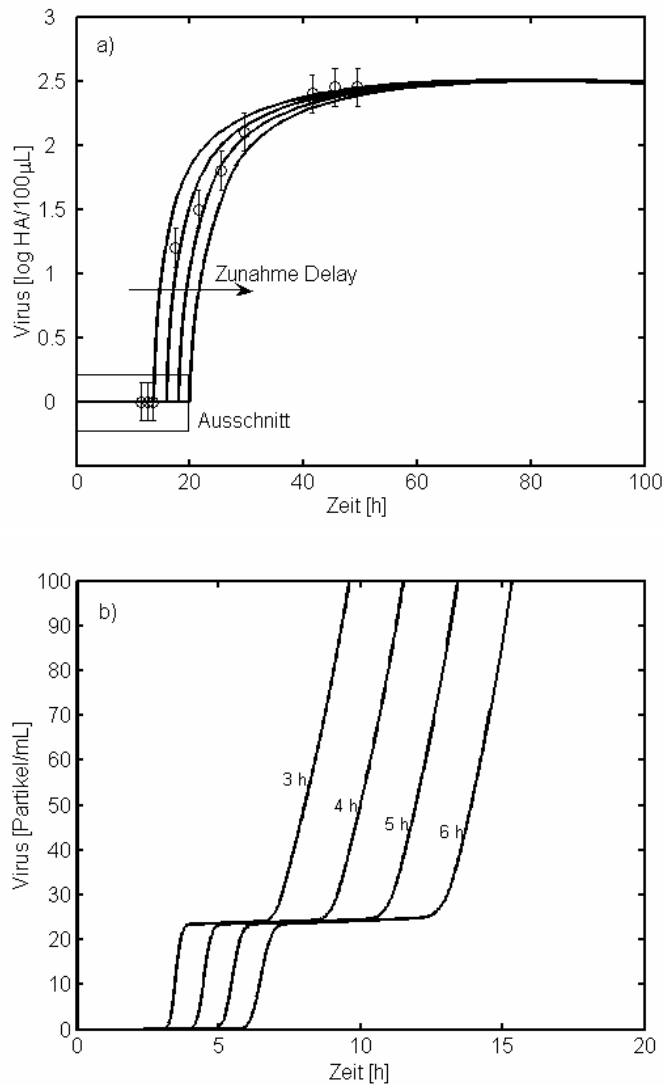 a)
Virus [log HA/100µL]
3
2.5
2
1.5
1
0.5
0
Zunahme Delay
Ausschnitt
0 20 40 60 80 100
Zeit [h]
b)
Virus [Partikel/mL]
100
90
80
70
60
50
40
30
20
10
0
3 h
4 h
5 h
6 h
0 5 10 15 20
Zeit [h]